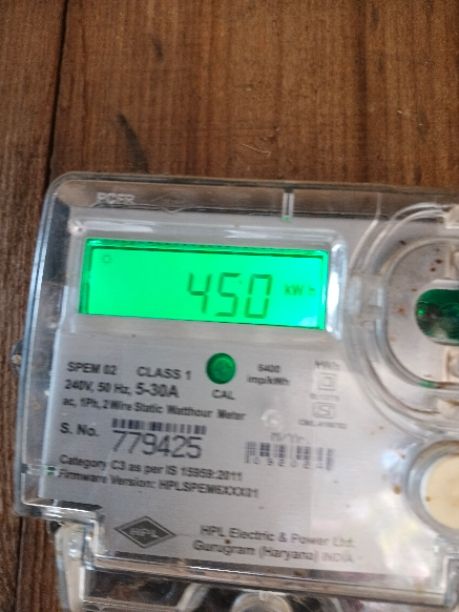 450 kWh
SPEM 02 CLASS 1 6400
240V, 50 Hz, 5-30A CAL imp/kWh
ac, 1Ph, 2 Wire Static Watthour Meter
S. No. 779425
Category C3 as per IS 15959:2011
Firmware Version: HPLSPEM6XXX01
HPL HPL Electric & Power Ltd.
Gurugram (Haryana) INDIA